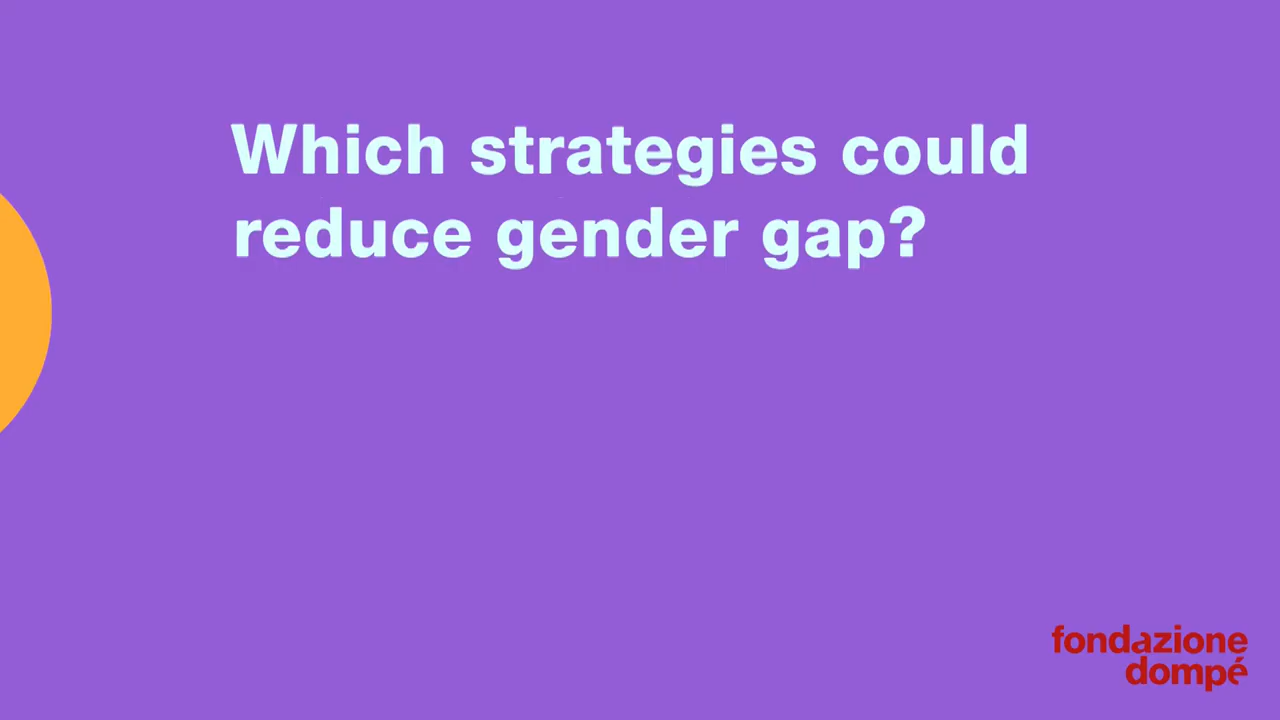 Which strategies could
reduce gender gap?
fondazione
dompé